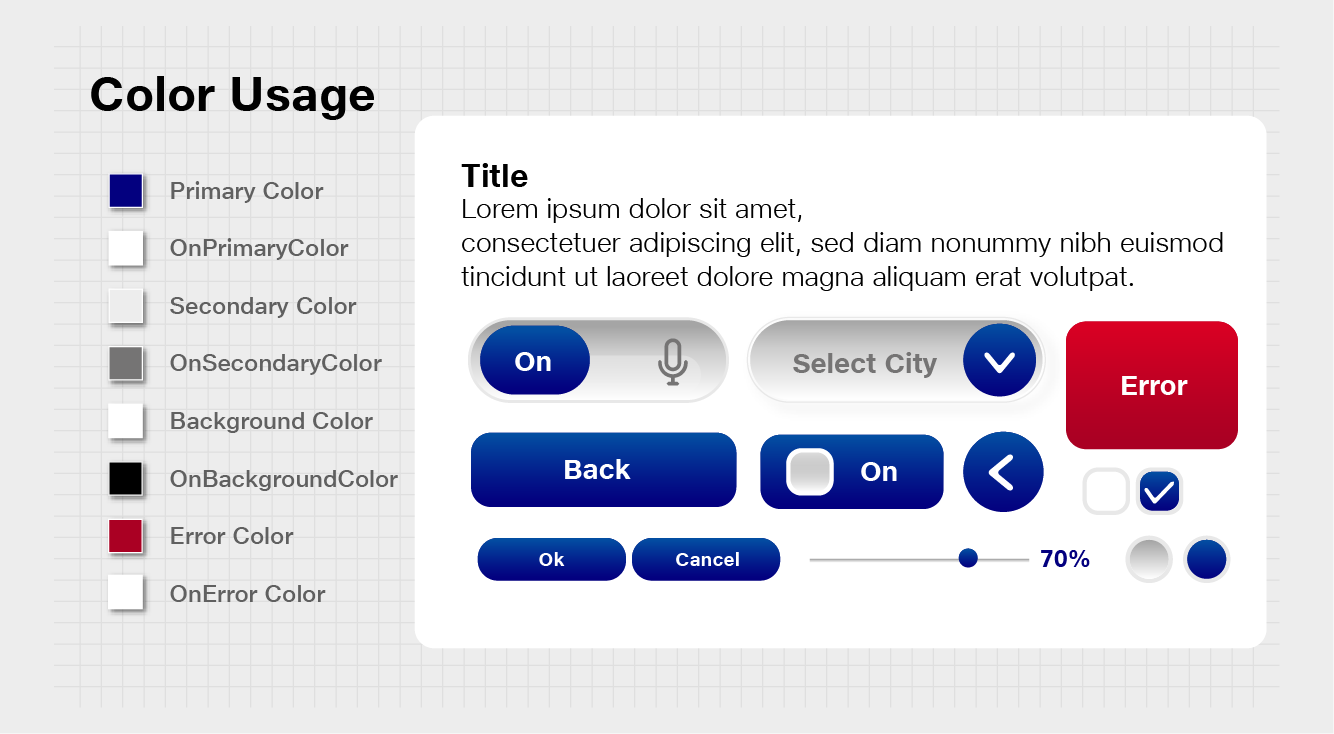 Color Usage
Primary Color
OnPrimaryColor
Secondary Color
OnSecondaryColor
Background Color
OnBackgroundColor
Error Color
OnError Color
Title
Lorem ipsum dolor sit amet,
consectetuer adipiscing elit, sed diam nonummy nibh euismod
tincidunt ut laoreet dolore magna aliquam erat volutpat.
On
Select City
Error
Back
On
Ok
Cancel
70%